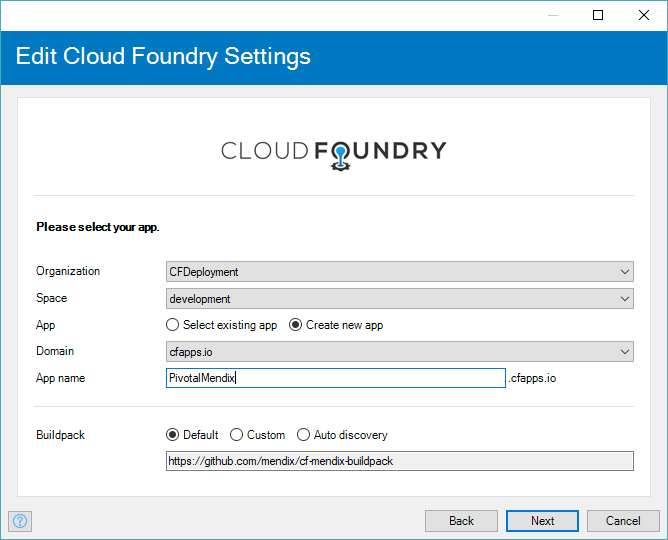 Edit Cloud Foundry Settings
CLOUD FOUNDRY
Please select your app.
Organization CFDeployment
Space development
App Select existing app Create new app
Domain cfapps.io
App name PivotalMendix .cfapps.io
Buildpack Default Custom Auto discovery
https://github.com/mendix/cf-mendix-buildpack
? Back Next Cancel